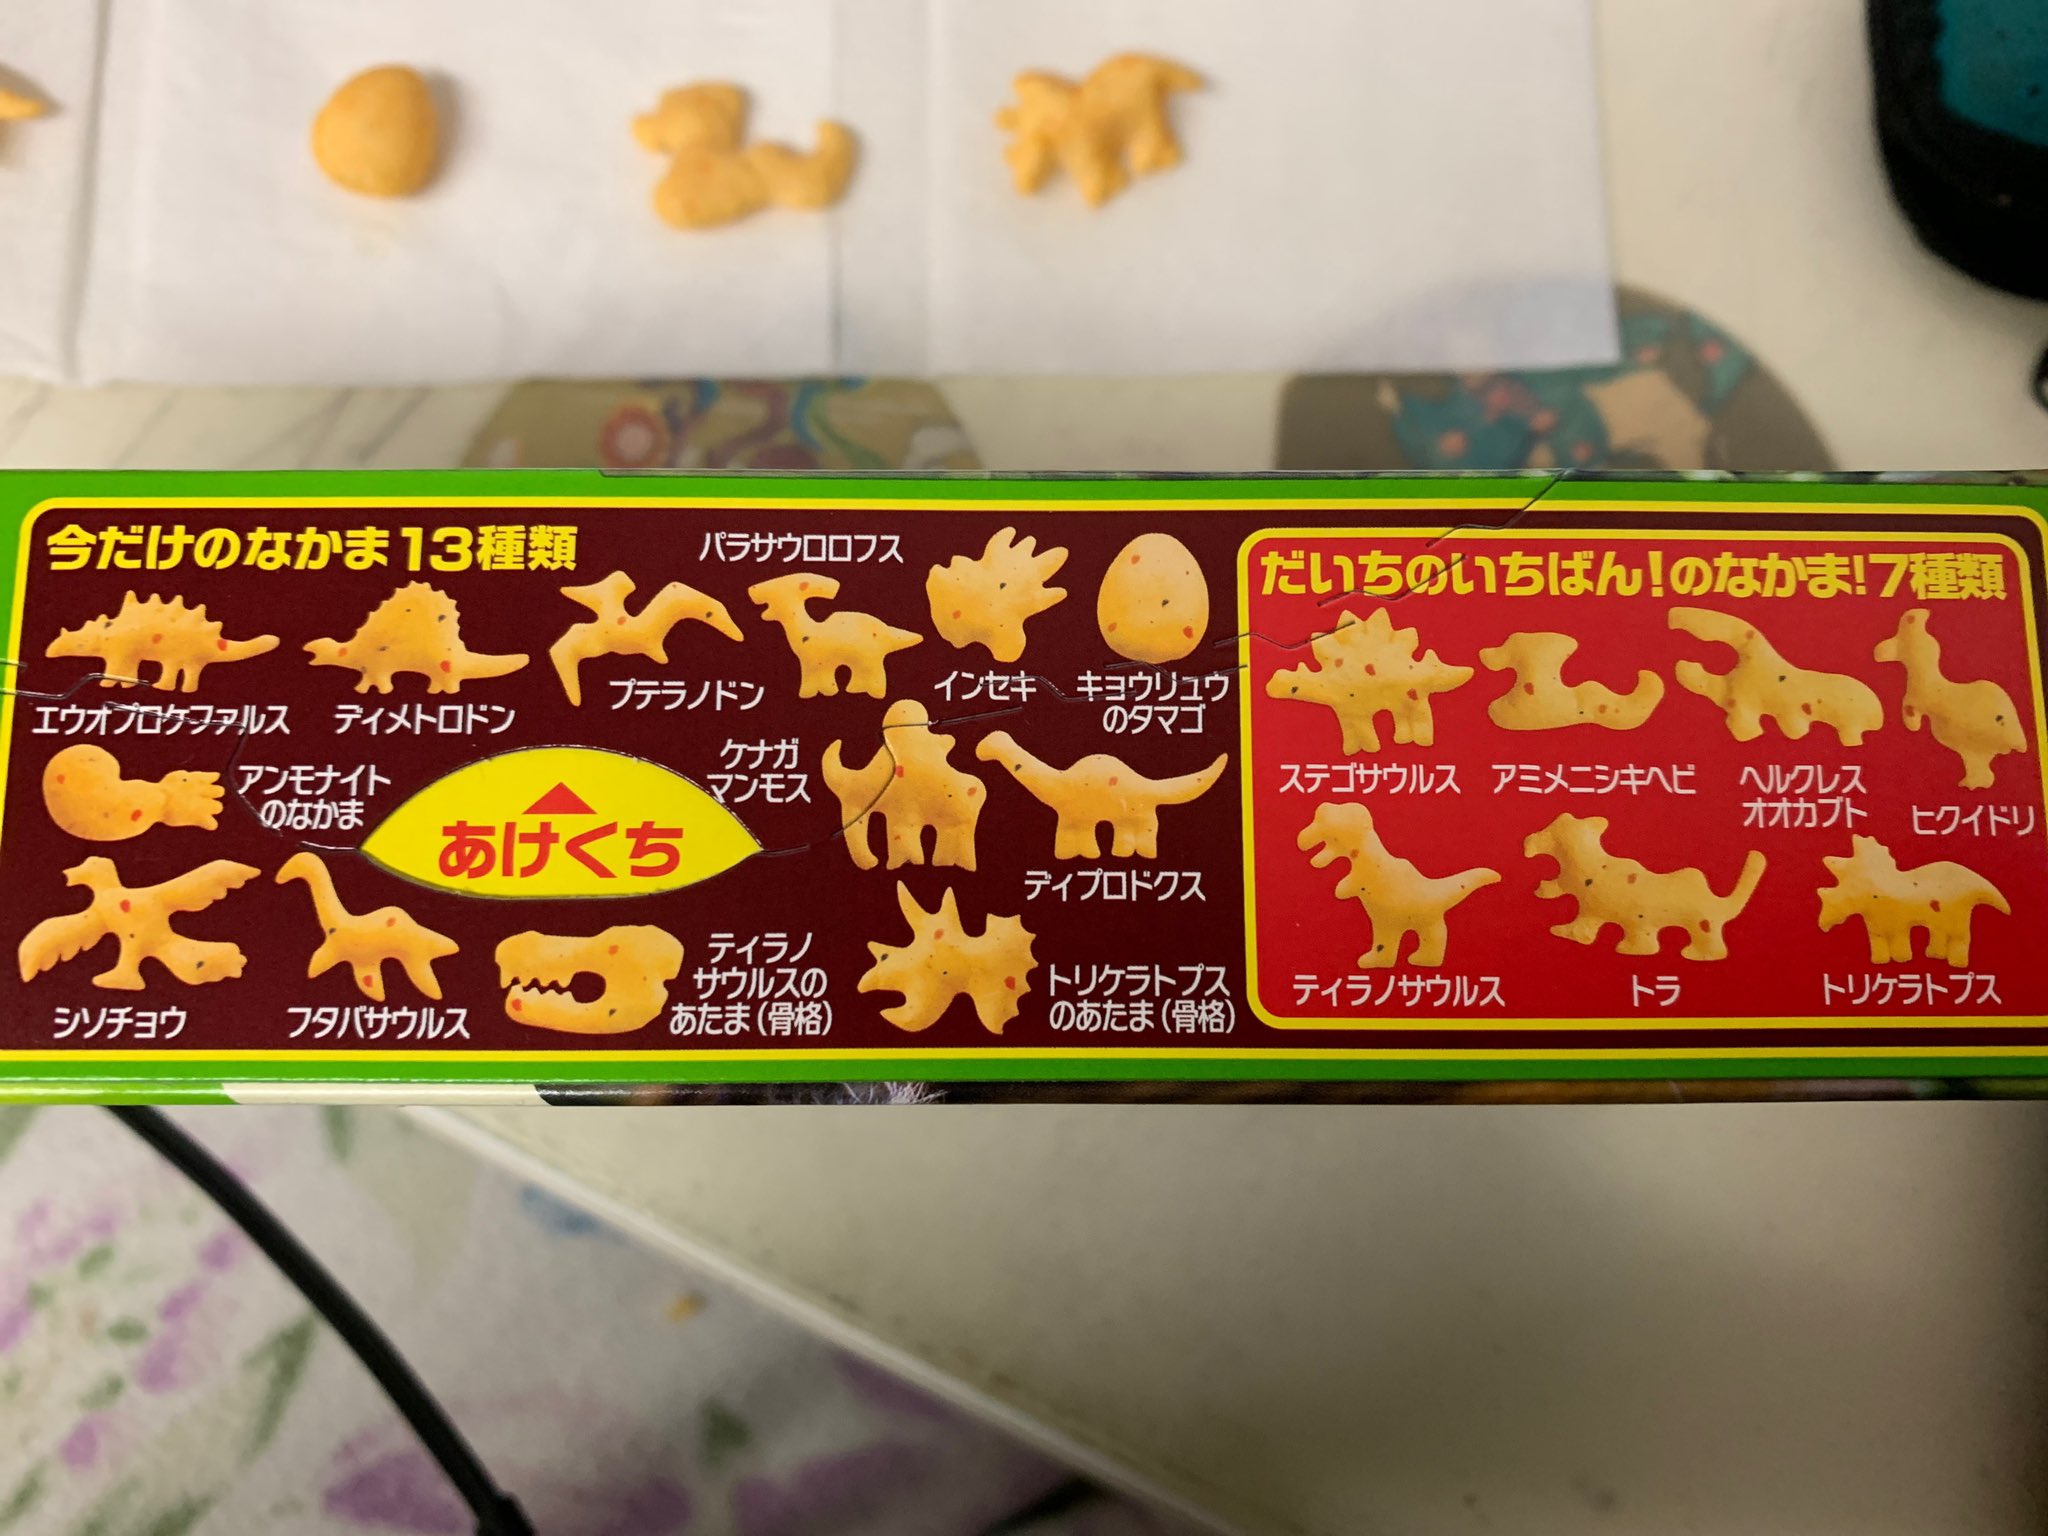 今だけのなかま13種類
エウオプロケファルス
ディメトロドン
プテラノドン
パラサウロロフス
インセキ
キョウリュウ
のタマゴ
アンモナイト
のなかま
あけくち
ケナガ
マンモス
ディプロドクス
シソチョウ
フタバサウルス
ティラノ
サウルスの
あたま(骨格)
トリケラトプス
のあたま(骨格)
だいちのいちばん!のなかま!7種類
ステゴサウルス
アミメニシキヘビ
ヘルクレス
オオカブト
ヒクイドリ
ティラノサウルス
トラ
トリケラトプス